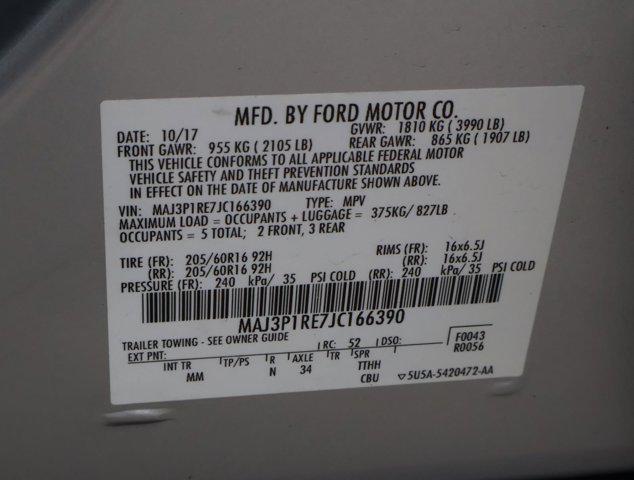 MFD. BY FORD MOTOR CO.
DATE: 10/17 GVWR: 1810 KG ( 3990 LB)
FRONT GAWR: 955 KG ( 2105 LB) REAR GAWR: 865 KG ( 1907 LB)
THIS VEHICLE CONFORMS TO ALL APPLICABLE FEDERAL MOTOR
VEHICLE SAFETY AND THEFT PREVENTION STANDARDS
IN EFFECT ON THE DATE OF MANUFACTURE SHOWN ABOVE.
VIN: MAJ3P1RE7JC166390 TYPE: MPV
MAXIMUM LOAD = OCCUPANTS + LUGGAGE = 375KG/ 827LB
OCCUPANTS = 5 TOTAL; 2 FRONT, 3 REAR
TIRE (FR): 205/60R16 92H RIMS (FR): 16x6.5J
(RR): 205/60R16 92H (RR): 16x6.5J
PRESSURE (FR): 240 kPa/ 35 PSI COLD (RR): 240 kPa/ 35 PSI COLD
MAJ3P1RE7JC166390
TRAILER TOWING - SEE OWNER GUIDE F0043
EXT PNT: RC: 52 DSO: R0056
INT TR TP/PS R AXLE TR SPR
MM N 34 TTHH
CBU 5U5A-5420472-AA